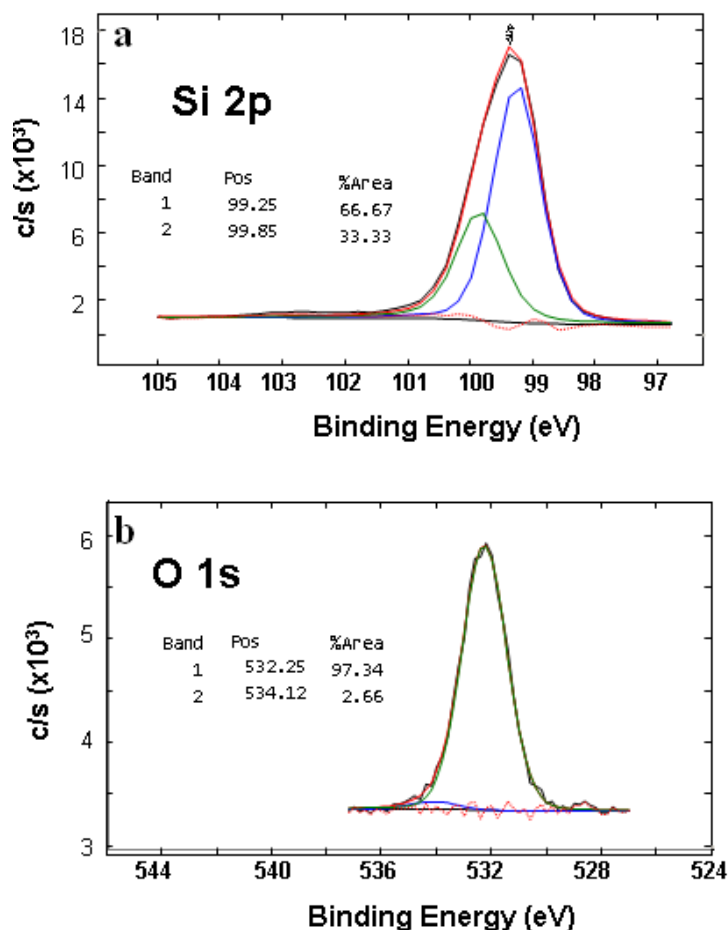 a
Si 2p
Band Pos %Area
1 99.25 66.67
2 99.85 33.33
c/s (x10³)
18
14
10
6
2
105 104 103 102 101 100 99 98 97
Binding Energy (eV)
b
O 1s
Band Pos %Area
1 532.25 97.34
2 534.12 2.66
c/s (x10³)
6
5
4
3
544 540 536 532 528 524
Binding Energy (eV)